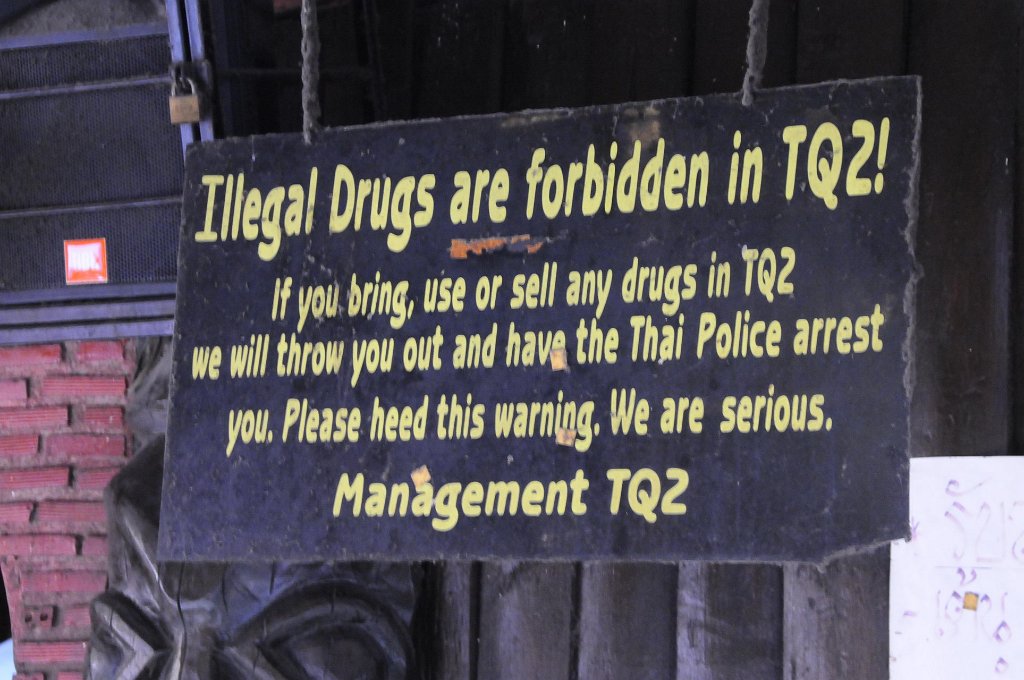 Illegal Drugs are forbidden in TQ2!
If you bring, use or sell any drugs in TQ2
we will throw you out and have the Thai Police arrest
you. Please heed this warning. We are serious.
Management TQ2